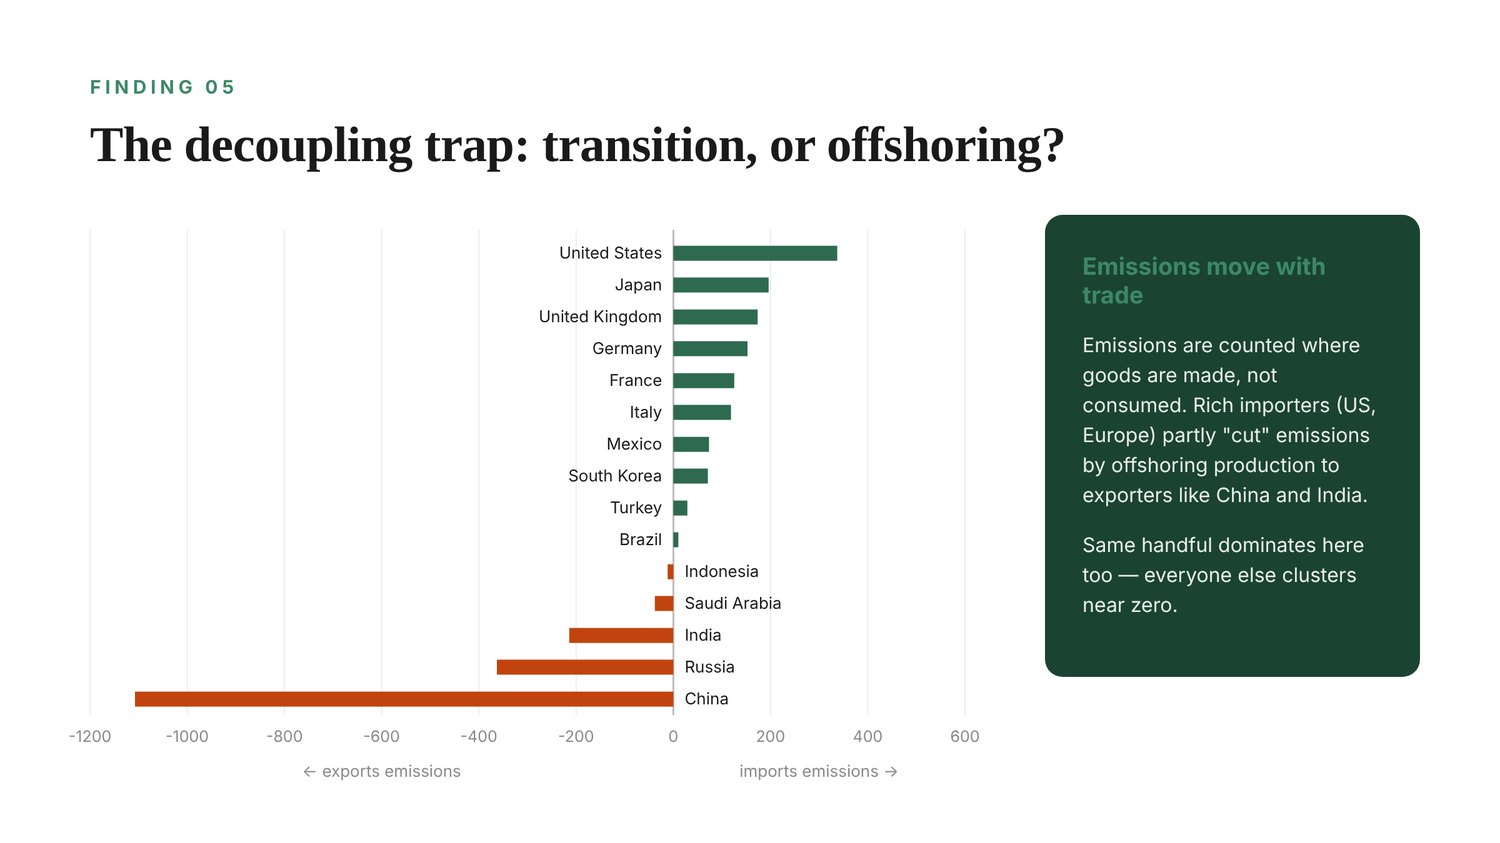 FINDING 05
The decoupling trap: transition, or offshoring?
United States
Japan
United Kingdom
Germany
France
Italy
Mexico
South Korea
Turkey
Brazil
Indonesia
Saudi Arabia
India
Russia
China
-1200 -1000 -800 -600 -400 -200 0 200 400 600
← exports emissions imports emissions →
Emissions move with
trade
Emissions are counted where
goods are made, not
consumed. Rich importers (US,
Europe) partly "cut" emissions
by offshoring production to
exporters like China and India.
Same handful dominates here
too — everyone else clusters
near zero.